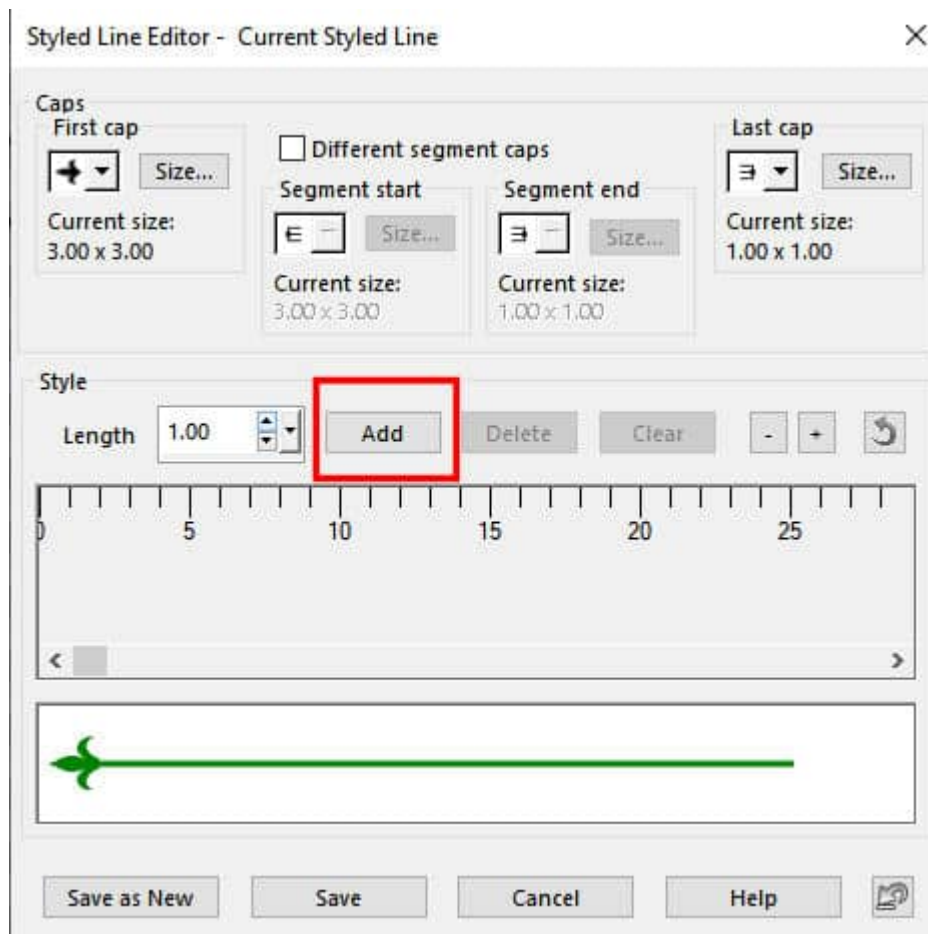 Styled Line Editor - Current Styled Line
Caps
First cap
Size...
Current size:
3.00 x 3.00
Different segment caps
Segment start
Size...
Current size:
3.00 x 3.00
Segment end
Size...
Current size:
1.00 x 1.00
Last cap
Size...
Current size:
1.00 x 1.00
Style
Length 1.00 Add Delete Clear - +
0 5 10 15 20 25
Save as New Save Cancel Help